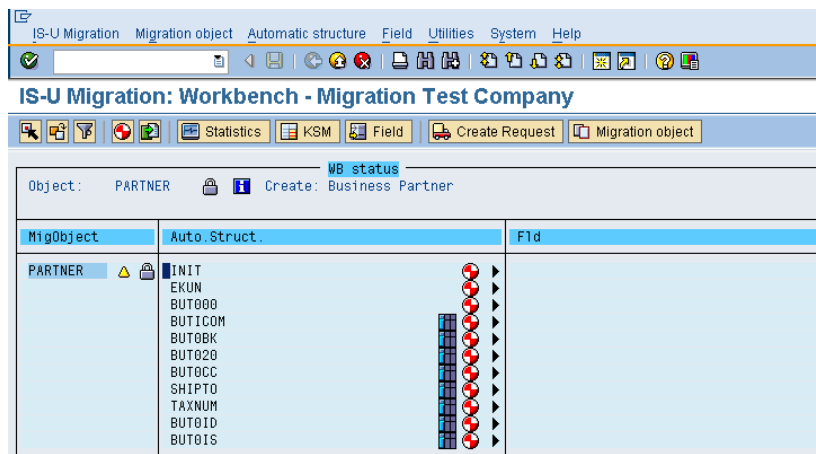 IS-U Migration Migration object Automatic structure Field Utilities System Help
IS-U Migration: Workbench - Migration Test Company
Statistics KSM Field Create Request Migration object
WB status
Object: PARTNER Create: Business Partner
MigObject Auto.Struct. Fld
PARTNER INIT
EKUN
BUT000
BUTICOM
BUT0BK
BUT020
BUT0CC
SHIPTO
TAXNUM
BUT0ID
BUT0IS